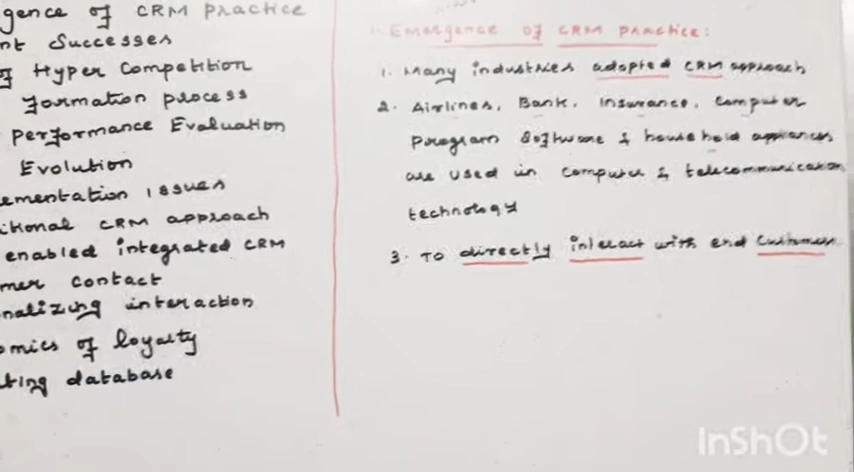 gence of CRM Practice
nt Successes
of Hyper Competition
Formation process
Performance Evaluation
Evolution
ementation issues
itional CRM approach
enabled integrated CRM
mer contact
nalizing interaction
omics of loyalty
ting database
1. Emergence of CRM Practice:
1. Many industries adopted CRM approach
2. Airlines, Bank, Insurance, Computer
Program Software & household appliances
are used in computer & telecommunication
technology
3. To directly interact with end Customers.
InShOt